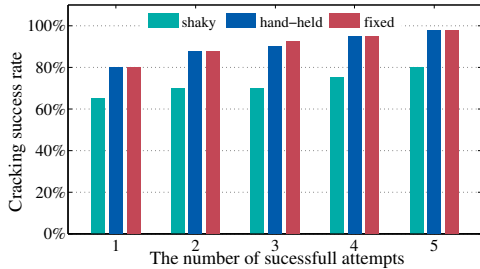 shaky hand-held fixed
100%
80%
60%
40%
20%
0%
Cracking success rate
1 2 3 4 5
The number of sucessfull attempts